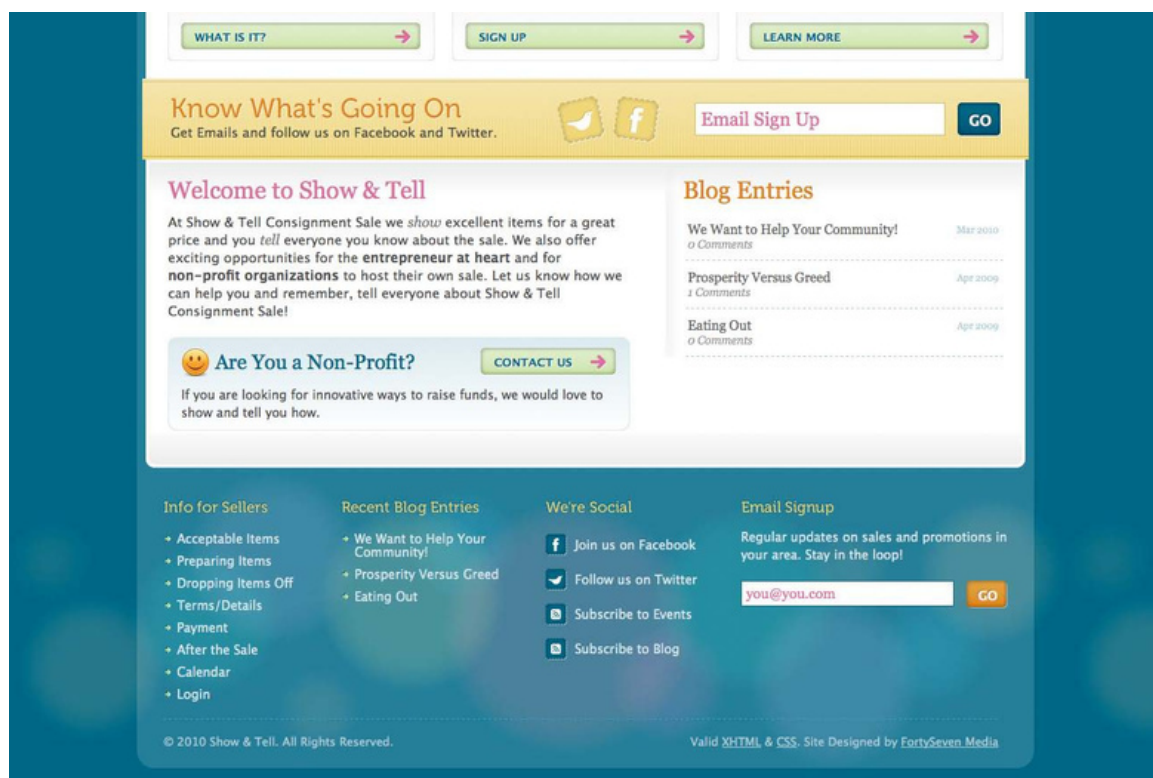 WHAT IS IT?
SIGN UP
LEARN MORE
Know What's Going On
Get Emails and follow us on Facebook and Twitter.
Email Sign Up
GO
Welcome to Show & Tell
At Show & Tell Consignment Sale we show excellent items for a great
price and you tell everyone you know about the sale. We also offer
exciting opportunities for the entrepreneur at heart and for
non-profit organizations to host their own sale. Let us know how we
can help you and remember, tell everyone about Show & Tell
Consignment Sale!
Are You a Non-Profit?
CONTACT US
If you are looking for innovative ways to raise funds, we would love to
show and tell you how.
Blog Entries
We Want to Help Your Community!
Mar 2010
0 Comments
Prosperity Versus Greed
Apr 2009
1 Comments
Eating Out
Apr 2009
0 Comments
Info for Sellers
Acceptable Items
Preparing Items
Dropping Items Off
Terms/Details
Payment
After the Sale
Calendar
Login
Recent Blog Entries
We Want to Help Your
Community!
Prosperity Versus Greed
Eating Out
We're Social
Join us on Facebook
Follow us on Twitter
Subscribe to Events
Subscribe to Blog
Email Signup
Regular updates on sales and promotions in
your area. Stay in the loop!
you@you.com
GO
© 2010 Show & Tell. All Rights Reserved.
Valid XHTML & CSS. Site Designed by FortySeven Media